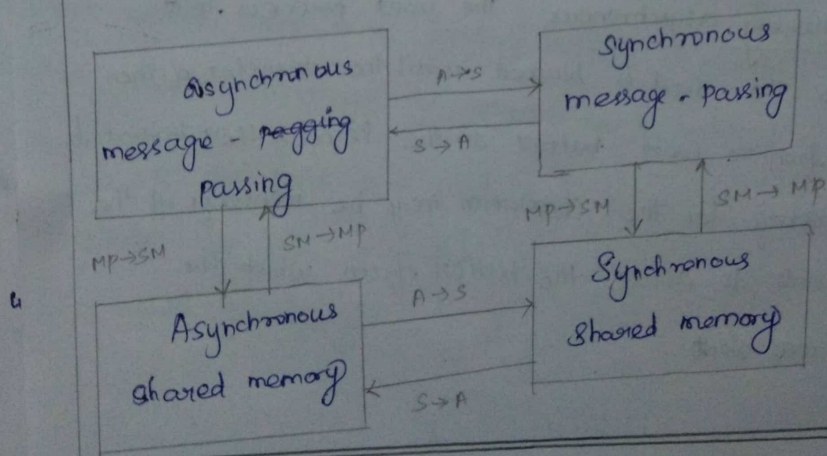 Asynchronous
message - pagging
passing
A→S
S→A
Synchronous
message - passing
MP→SM
SM→MP
MP→SM
SM→MP
Asynchronous
shared memory
A→S
S→A
Synchronous
shared memory